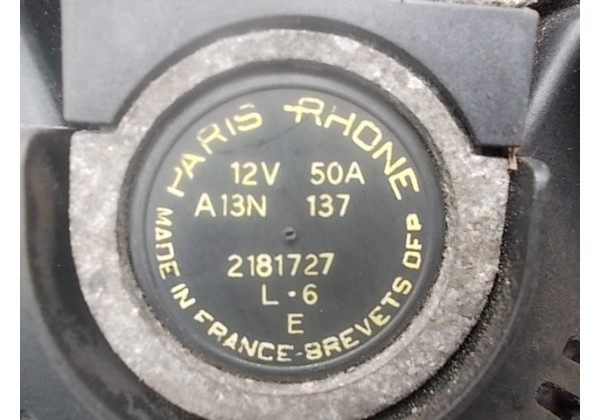 PARIS-RHONE
12V 50A
A13N 137
2181727
L·6
E
MADE IN FRANCE-BREVETS DFP